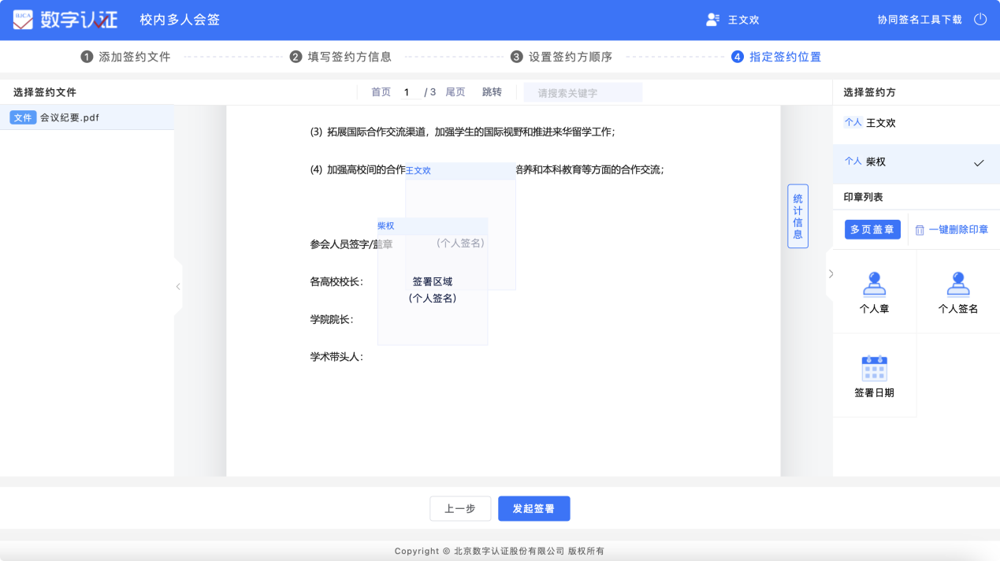 BJCA 数字认证 校内多人会签 王文欢 协同签名工具下载
1 添加签约文件 2 填写签约方信息 3 设置签约方顺序 4 指定签约位置
选择签约文件 首页 1 / 3 尾页 跳转 请搜索关键字 选择签约方
文件 会议纪要.pdf
(3) 拓展国际合作交流渠道，加强学生的国际视野和推进来华留学工作；
(4) 加强高校间的合作 培养和本科教育等方面的合作交流；
王文欢
柴权
参会人员签字/盖章 (个人签名)
各高校校长： 签署区域
(个人签名)
学院院长：
学术带头人：
统计信息
个人 王文欢
个人 柴权
印章列表
多页盖章 一键删除印章
个人章 个人签名
签署日期
上一步 发起签署
Copyright © 北京数字认证股份有限公司 版权所有